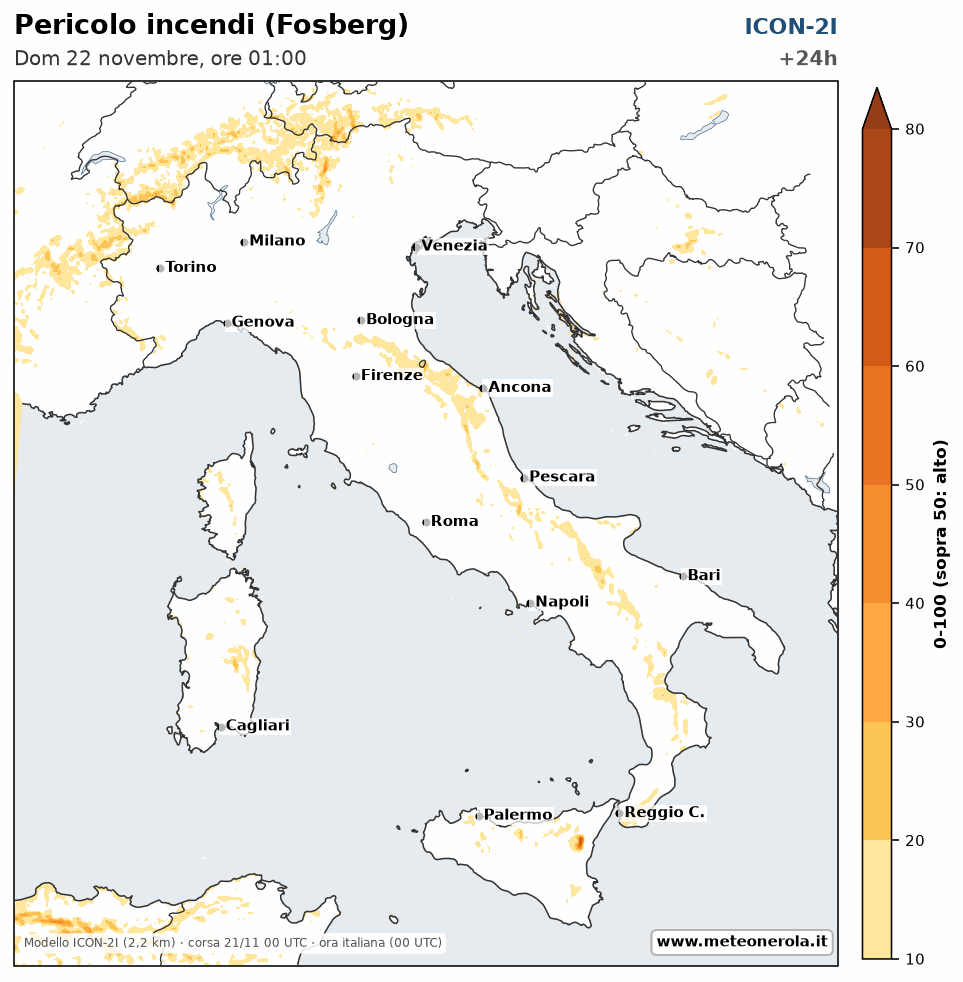 Pericolo incendi (Fosberg)
ICON-2I
Dom 22 novembre, ore 01:00
+24h
Milano
Venezia
Torino
Genova
Bologna
Firenze
Ancona
Pescara
Roma
Bari
Napoli
Cagliari
Palermo
Reggio C.
80
70
60
50
40
30
20
10
0-100 (sopra 50: alto)
Modello ICON-2I (2,2 km) · corsa 21/11 00 UTC · ora italiana (00 UTC)
www.meteonerola.it